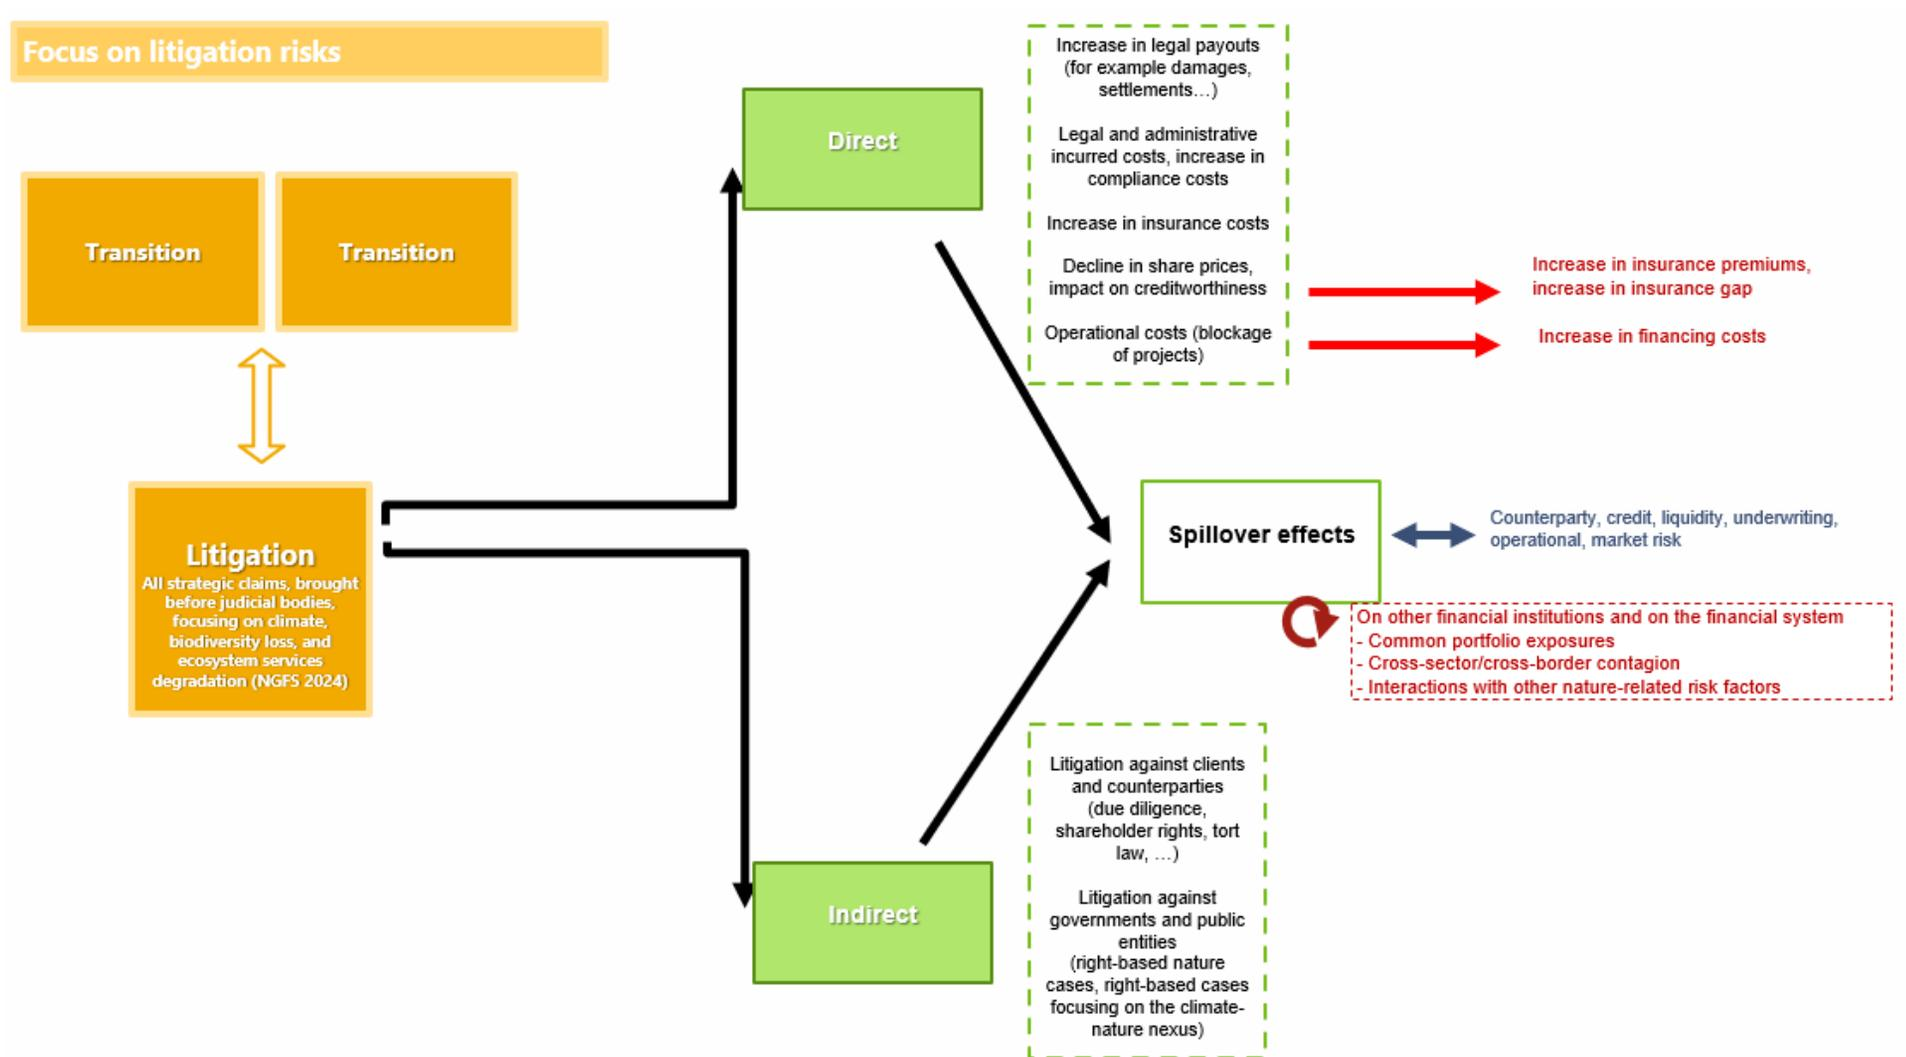 Focus on litigation risks
Transition
Transition
Litigation
All strategic claims, brought
before judicial bodies,
focusing on climate,
biodiversity loss, and
ecosystem services
degradation (NGFS 2024)
Direct
Increase in legal payouts
(for example damages,
settlements…)
Legal and administrative
incurred costs, increase in
compliance costs
Increase in insurance costs
Decline in share prices,
impact on creditworthiness
Operational costs (blockage
of projects)
Increase in insurance premiums,
increase in insurance gap
Increase in financing costs
Spillover effects
Counterparty, credit, liquidity, underwriting,
operational, market risk
On other financial institutions and on the financial system
- Common portfolio exposures
- Cross-sector/cross-border contagion
- Interactions with other nature-related risk factors
Indirect
Litigation against clients
and counterparties
(due diligence,
shareholder rights, tort
law, …)
Litigation against
governments and public
entities
(right-based nature
cases, right-based cases
focusing on the climate-
nature nexus)